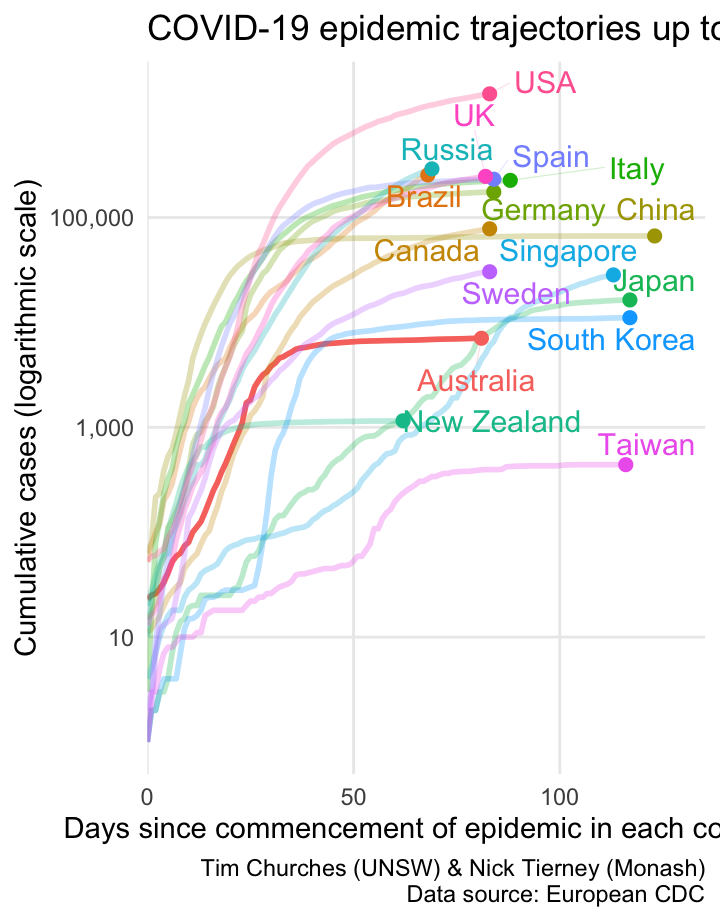 COVID-19 epidemic trajectories up to
USA
UK
Russia
Spain
Italy
Brazil
Germany
China
Canada
Singapore
Sweden
Japan
South Korea
Australia
New Zealand
Taiwan
Cumulative cases (logarithmic scale)
100,000
1,000
10
0
50
100
Days since commencement of epidemic in each co
Tim Churches (UNSW) & Nick Tierney (Monash)
Data source: European CDC